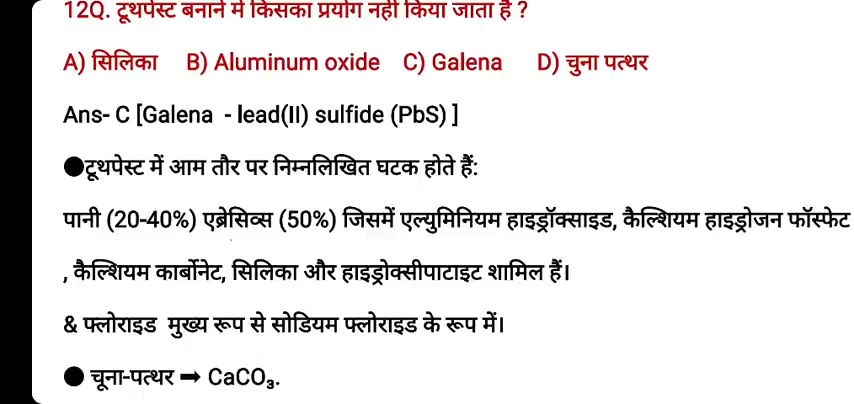 12Q. टूथपेस्ट बनाने में किसका प्रयोग नहीं किया जाता है ?
A) सिलिका B) Aluminum oxide C) Galena D) चुना पत्थर
Ans- C [Galena - lead(II) sulfide (PbS) ]
●टूथपेस्ट में आम तौर पर निम्नलिखित घटक होते हैं:
पानी (20-40%) एब्रेसिव्स (50%) जिसमें एल्युमिनियम हाइड्रॉक्साइड, कैल्शियम हाइड्रोजन फॉस्फेट
, कैल्शियम कार्बोनेट, सिलिका और हाइड्रोक्सीपाटाइट शामिल हैं।
& फ्लोराइड मुख्य रूप से सोडियम फ्लोराइड के रूप में।
● चूना-पत्थर ➡ CaCO₃.